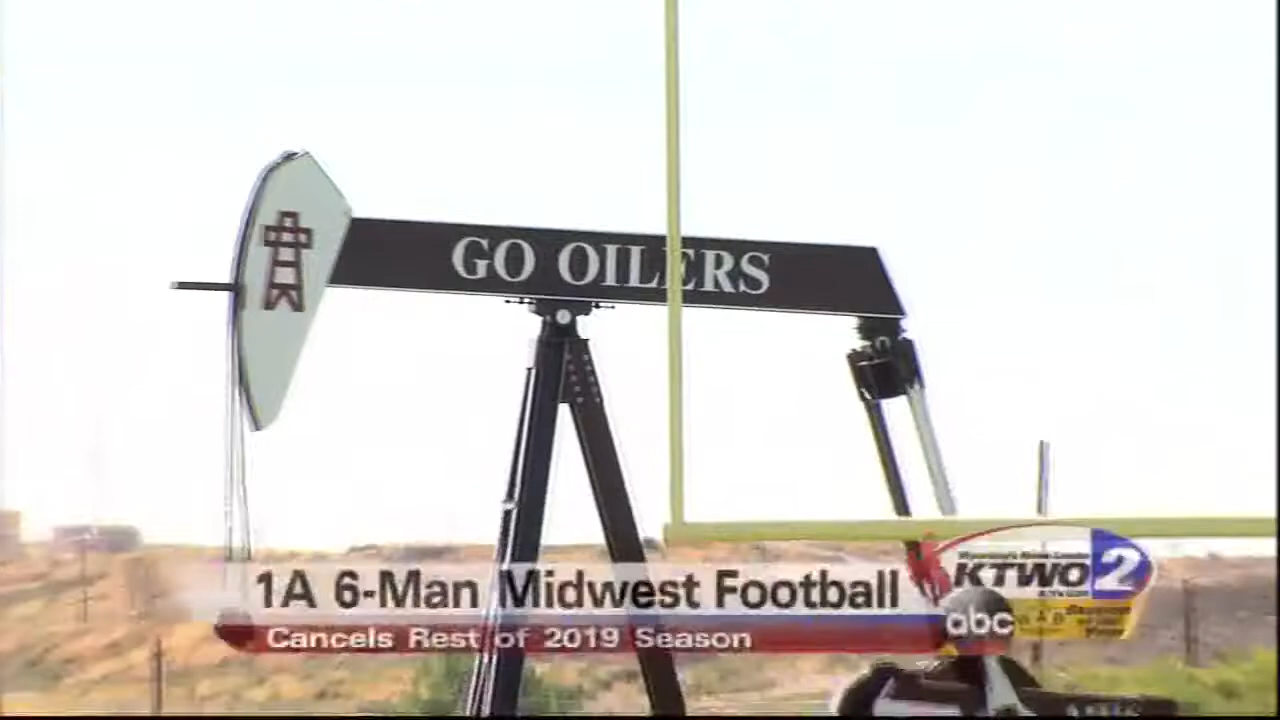 GO OILERS
1A 6-Man Midwest Football
Cancels Rest of 2019 Season
KTWO 2
abc